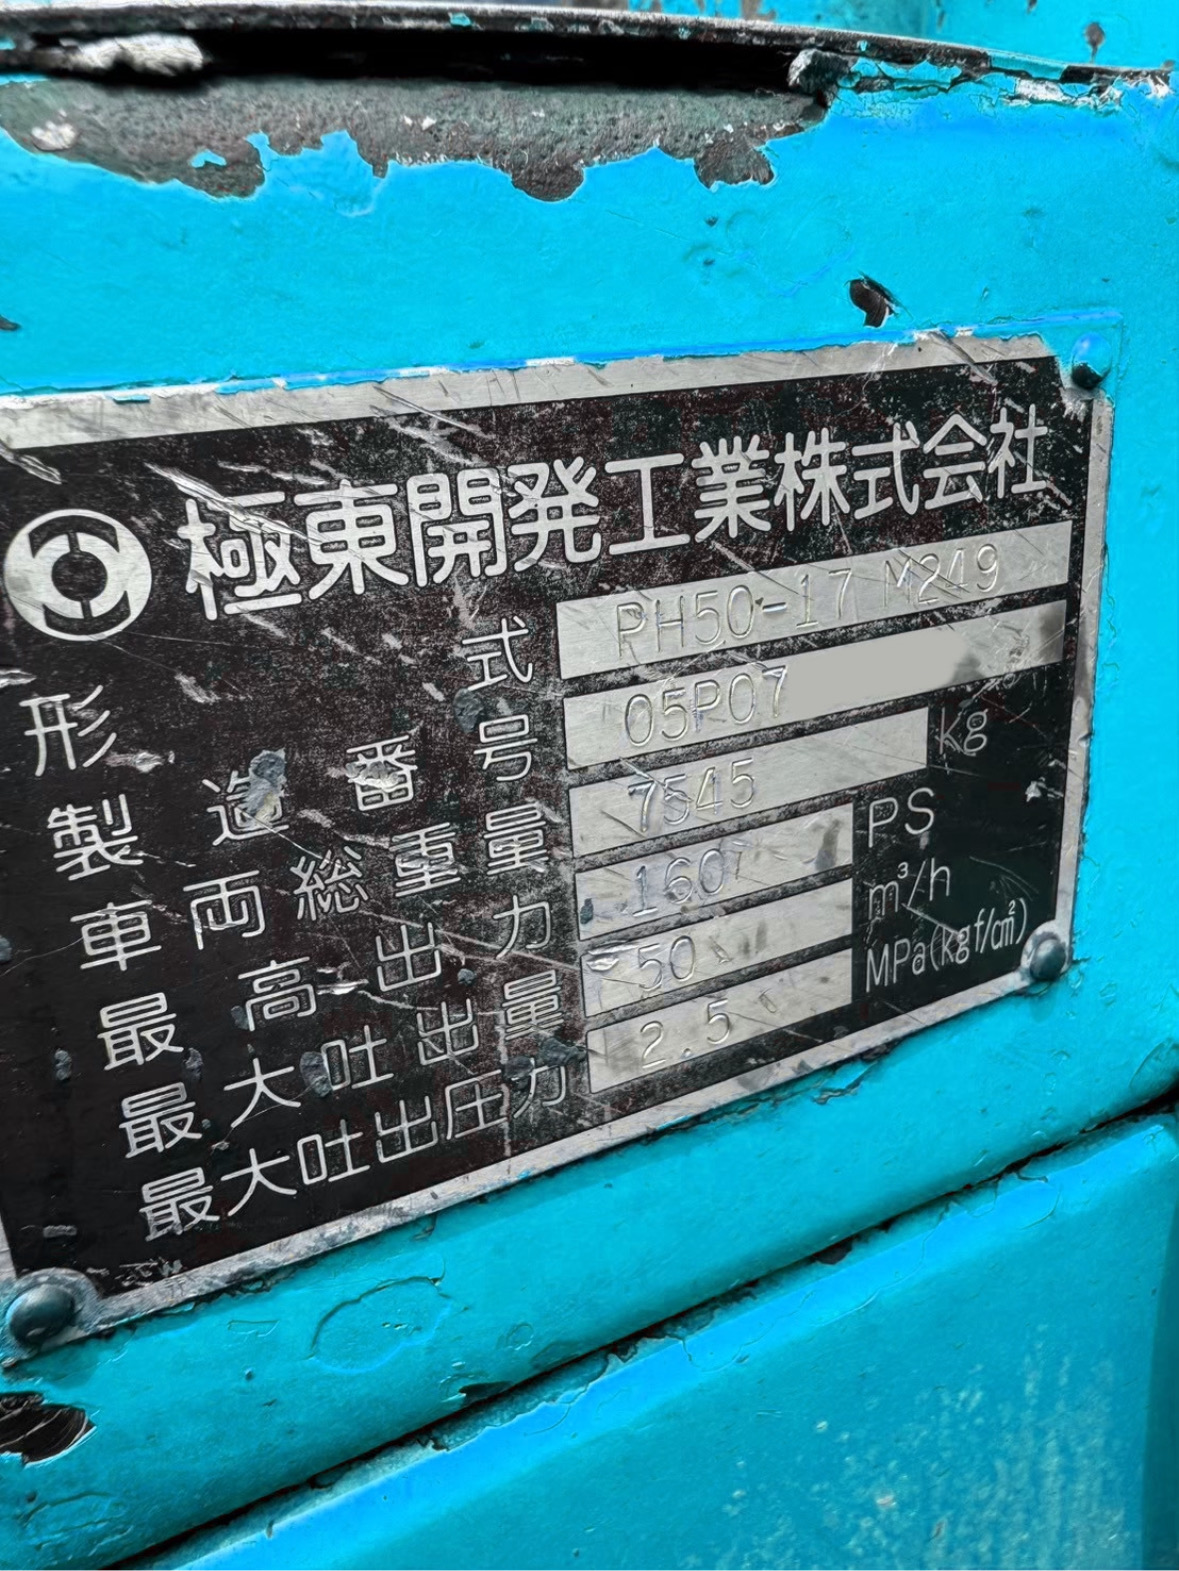 極東開発工業株式会社
形式 PH50-17 M249
製造番号 05P07
車両総重量 7545 kg
最高出力 160 PS
最大吐出量 50 m³/h
最大吐出圧力 2.5 MPa(kgf/cm²)